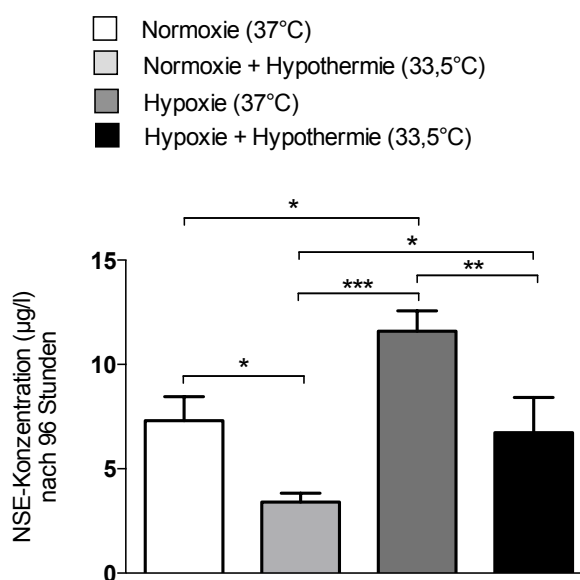 Normoxie (37°C)
Normoxie + Hypothermie (33,5°C)
Hypoxie (37°C)
Hypoxie + Hypothermie (33,5°C)
*
*
**
***
*
15
10
5
0
NSE-Konzentration (µg/l)
nach 96 Stunden